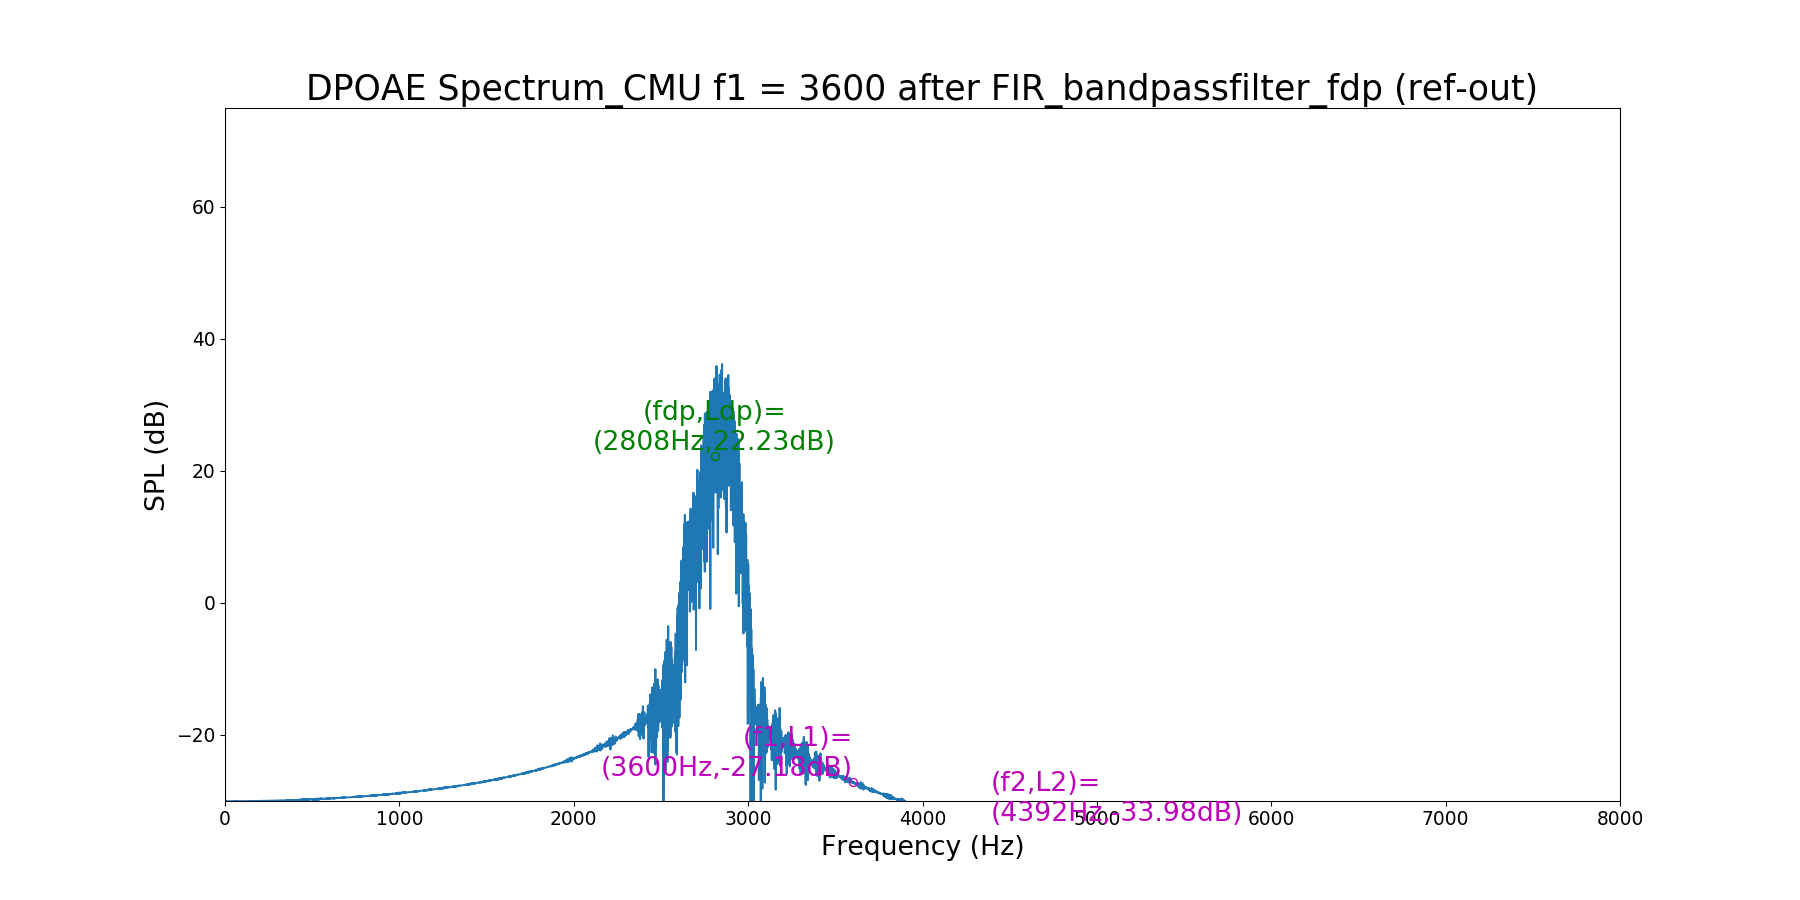 DPOAE Spectrum_CMU f1 = 3600 after FIR_bandpassfilter_fdp (ref-out)
60
40
(fdp,Ldp)=
(2808Hz,22.23dB)
SPL (dB)
20
0
−20
(f1,L1)=
(3600Hz,-27.18dB)
(f2,L2)=
(4392Hz,-33.98dB)
0 1000 2000 3000 4000 5000 6000 7000 8000
Frequency (Hz)